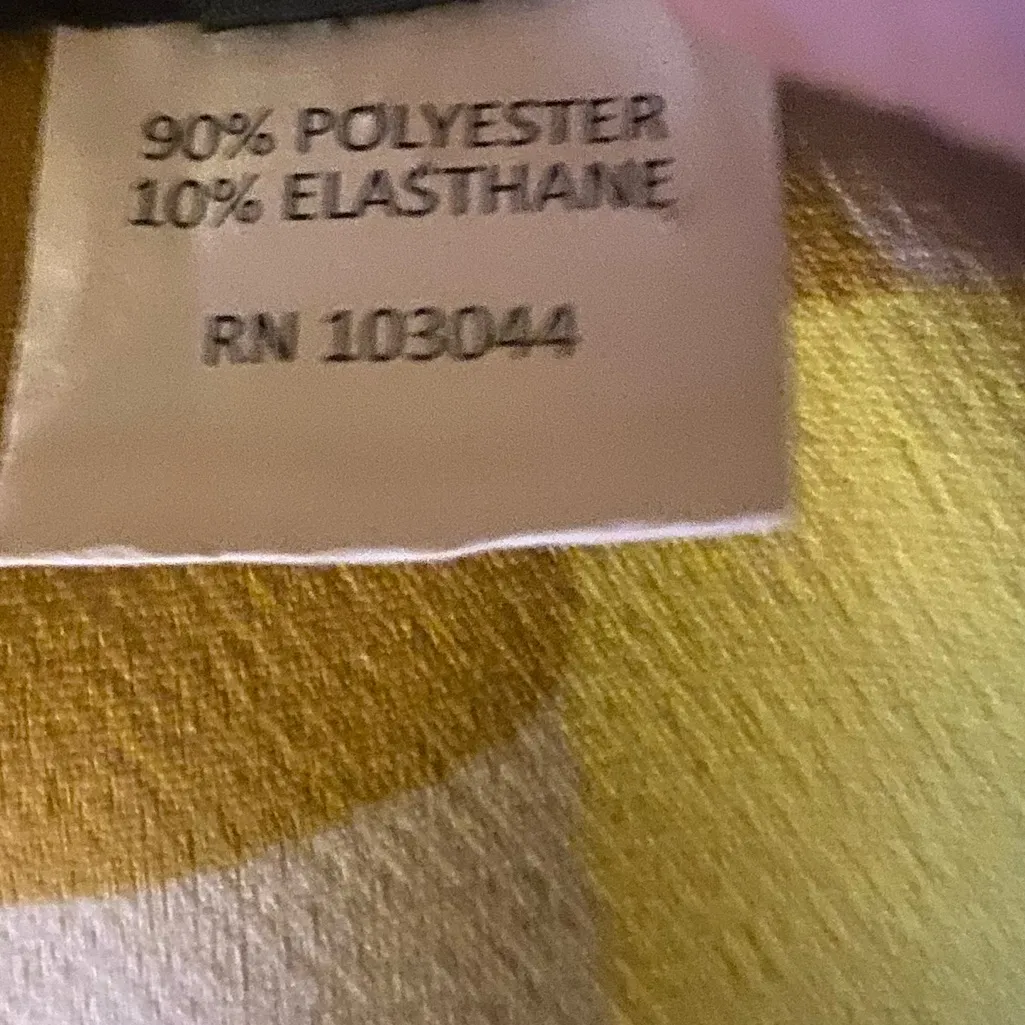 90% POLYESTER
10% ELASTHANE
RN 103044